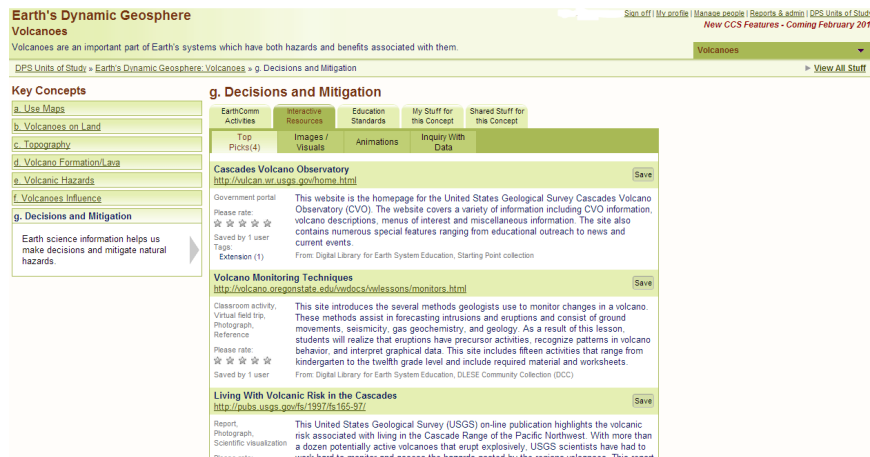 Earth's Dynamic Geosphere
Sign off | My profile | Manage people | Reports & admin | DPS Units of Study
Volcanoes
New CCS Features - Coming February 201
Volcanoes are an important part of Earth's systems which have both hazards and benefits associated with them.
Volcanoes
DPS Units of Study » Earth's Dynamic Geosphere: Volcanoes » g. Decisions and Mitigation
View All Stuff
Key Concepts
a. Use Maps
b. Volcanoes on Land
c. Topography
d. Volcano Formation/Lava
e. Volcanic Hazards
f. Volcanoes Influence
g. Decisions and Mitigation
Earth science information helps us
make decisions and mitigate natural
hazards.
g. Decisions and Mitigation
EarthComm Activities
Interactive Resources
Education Standards
My Stuff for this Concept
Shared Stuff for this Concept
Top Picks(4)
Images / Visuals
Animations
Inquiry With Data
Cascades Volcano Observatory
http://vulcan.wr.usgs.gov/home.html
Save
Government portal
Please rate:
Saved by 1 user
Tags:
Extension (1)
This website is the homepage for the United States Geological Survey Cascades Volcano
Observatory (CVO). The website covers a variety of information including CVO information,
volcano descriptions, menus of interest and miscellaneous information. The site also
contains numerous special features ranging from educational outreach to news and
current events.
From: Digital Library for Earth System Education, Starting Point collection
Volcano Monitoring Techniques
http://volcano.oregonstate.edu/vwdocs/vwlessons/monitors.html
Save
Classroom activity,
Virtual field trip,
Photograph,
Reference
Please rate:
Saved by 1 user
This site introduces the several methods geologists use to monitor changes in a volcano.
These methods assist in forecasting intrusions and eruptions and consist of ground
movements, seismicity, gas geochemistry, and geology. As a result of this lesson,
students will realize that eruptions have precursor activities, recognize patterns in volcano
behavior, and interpret graphical data. This site includes fifteen activities that range from
kindergarten to the twelfth grade level and include required material and worksheets.
From: Digital Library for Earth System Education, DLESE Community Collection (DCC)
Living With Volcanic Risk in the Cascades
http://pubs.usgs.gov/fs/1997/fs165-97/
Save
Report,
Photograph,
Scientific visualization
This United States Geological Survey (USGS) on-line publication highlights the volcanic
risk associated with living in the Cascade Range of the Pacific Northwest. With more than
a dozen potentially active volcanoes that erupt explosively, USGS scientists have had to